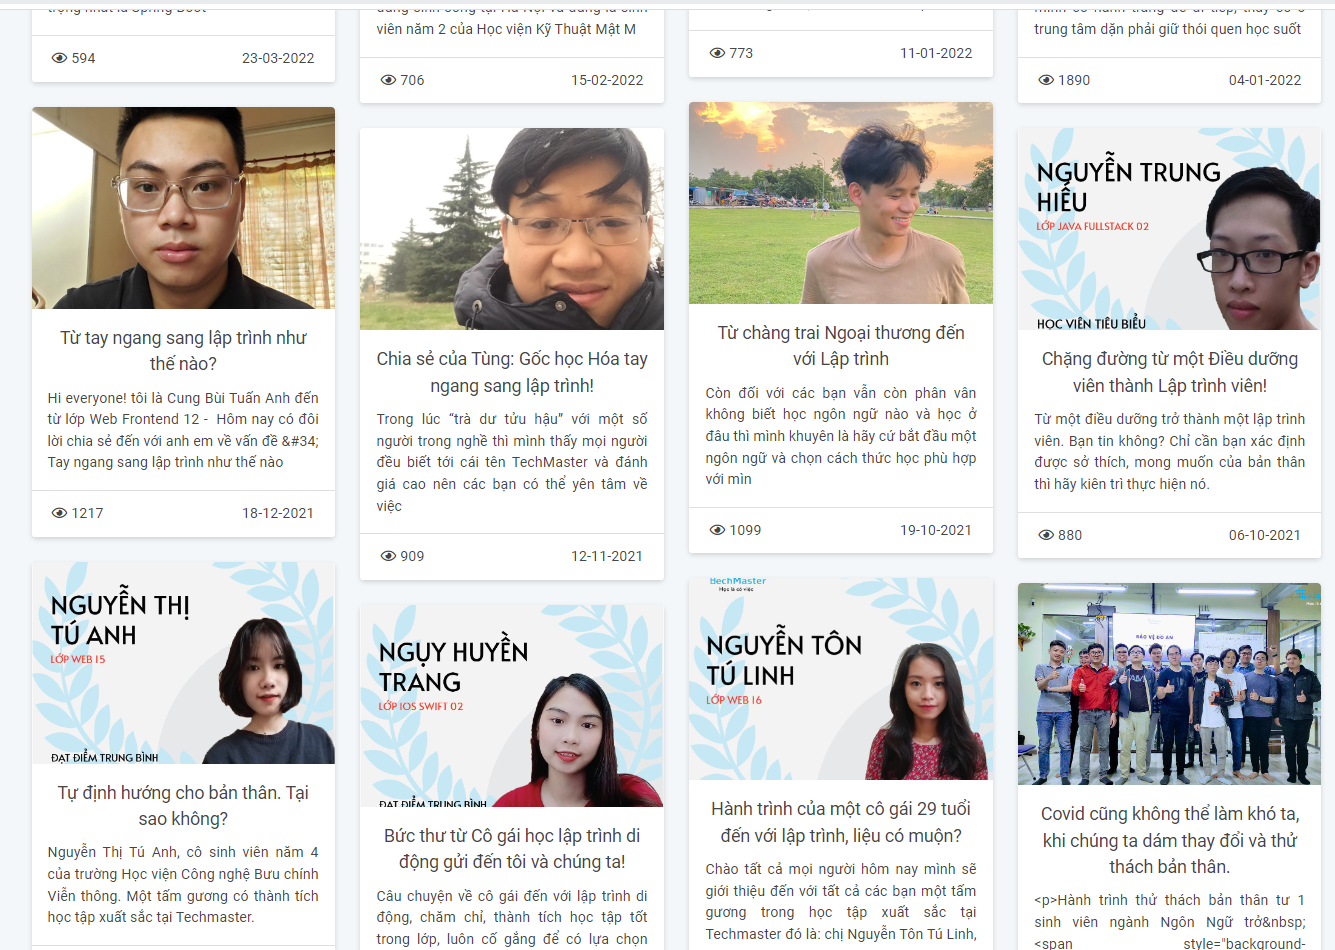 trọng nhất là Spring Boot
594 23-03-2022
Từ tay ngang sang lập trình như
thế nào?
Hi everyone! tôi là Cung Bùi Tuấn Anh đến
từ lớp Web Frontend 12 - Hôm nay có đôi
lời chia sẻ đến với anh em về vấn đề &#34;
Tay ngang sang lập trình như thế nào
1217 18-12-2021
NGUYỄN THỊ
TÚ ANH
LỚP WEB 15
ĐẠT ĐIỂM TRUNG BÌNH
Tự định hướng cho bản thân. Tại
sao không?
Nguyễn Thị Tú Anh, cô sinh viên năm 4
của trường Học viện Công nghệ Bưu chính
Viễn thông. Một tấm gương có thành tích
học tập xuất sắc tại Techmaster.
đang sinh sống tại Hà Nội và đang là sinh
viên năm 2 của Học viện Kỹ Thuật Mật M
706 15-02-2022
Chia sẻ của Tùng: Gốc học Hóa tay
ngang sang lập trình!
Trong lúc “trà dư tửu hậu” với một số
người trong nghề thì mình thấy mọi người
đều biết tới cái tên TechMaster và đánh
giá cao nên các bạn có thể yên tâm về
việc
909 12-11-2021
NGỤY HUYỀN
TRANG
LỚP IOS SWIFT 02
ĐẠT ĐIỂM TRUNG BÌNH
Bức thư từ Cô gái học lập trình di
động gửi đến tôi và chúng ta!
Câu chuyện về cô gái đến với lập trình di
động, chăm chỉ, thành tích học tập tốt
trong lớp, luôn cố gắng để có lựa chọn
773 11-01-2022
Từ chàng trai Ngoại thương đến
với Lập trình
Còn đối với các bạn vẫn còn phân vân
không biết học ngôn ngữ nào và học ở
đâu thì mình khuyên là hãy cứ bắt đầu một
ngôn ngữ và chọn cách thức học phù hợp
với mìn
1099 19-10-2021
TechMaster
Học là có việc
NGUYỄN TÔN
TÚ LINH
LỚP WEB 16
Hành trình của một cô gái 29 tuổi
đến với lập trình, liệu có muộn?
Chào tất cả mọi người hôm nay mình sẽ
giới thiệu đến với tất cả các bạn một tấm
gương trong học tập xuất sắc tại
Techmaster đó là: chị Nguyễn Tôn Tú Linh,
trung tâm dặn phải giữ thói quen học suốt
1890 04-01-2022
NGUYỄN TRUNG
HIẾU
LỚP JAVA FULLSTACK 02
HỌC VIÊN TIÊU BIỂU
Chặng đường từ một Điều dưỡng
viên thành Lập trình viên!
Từ một điều dưỡng trở thành một lập trình
viên. Bạn tin không? Chỉ cần bạn xác định
được sở thích, mong muốn của bản thân
thì hãy kiên trì thực hiện nó.
880 06-10-2021
BẢO VỆ ĐỒ ÁN
Covid cũng không thể làm khó ta,
khi chúng ta dám thay đổi và thử
thách bản thân.
&lt;p&gt;Hành trình thử thách bản thân từ 1
sinh viên ngành Ngôn Ngữ trở&amp;nbsp;
&lt;span style="background-